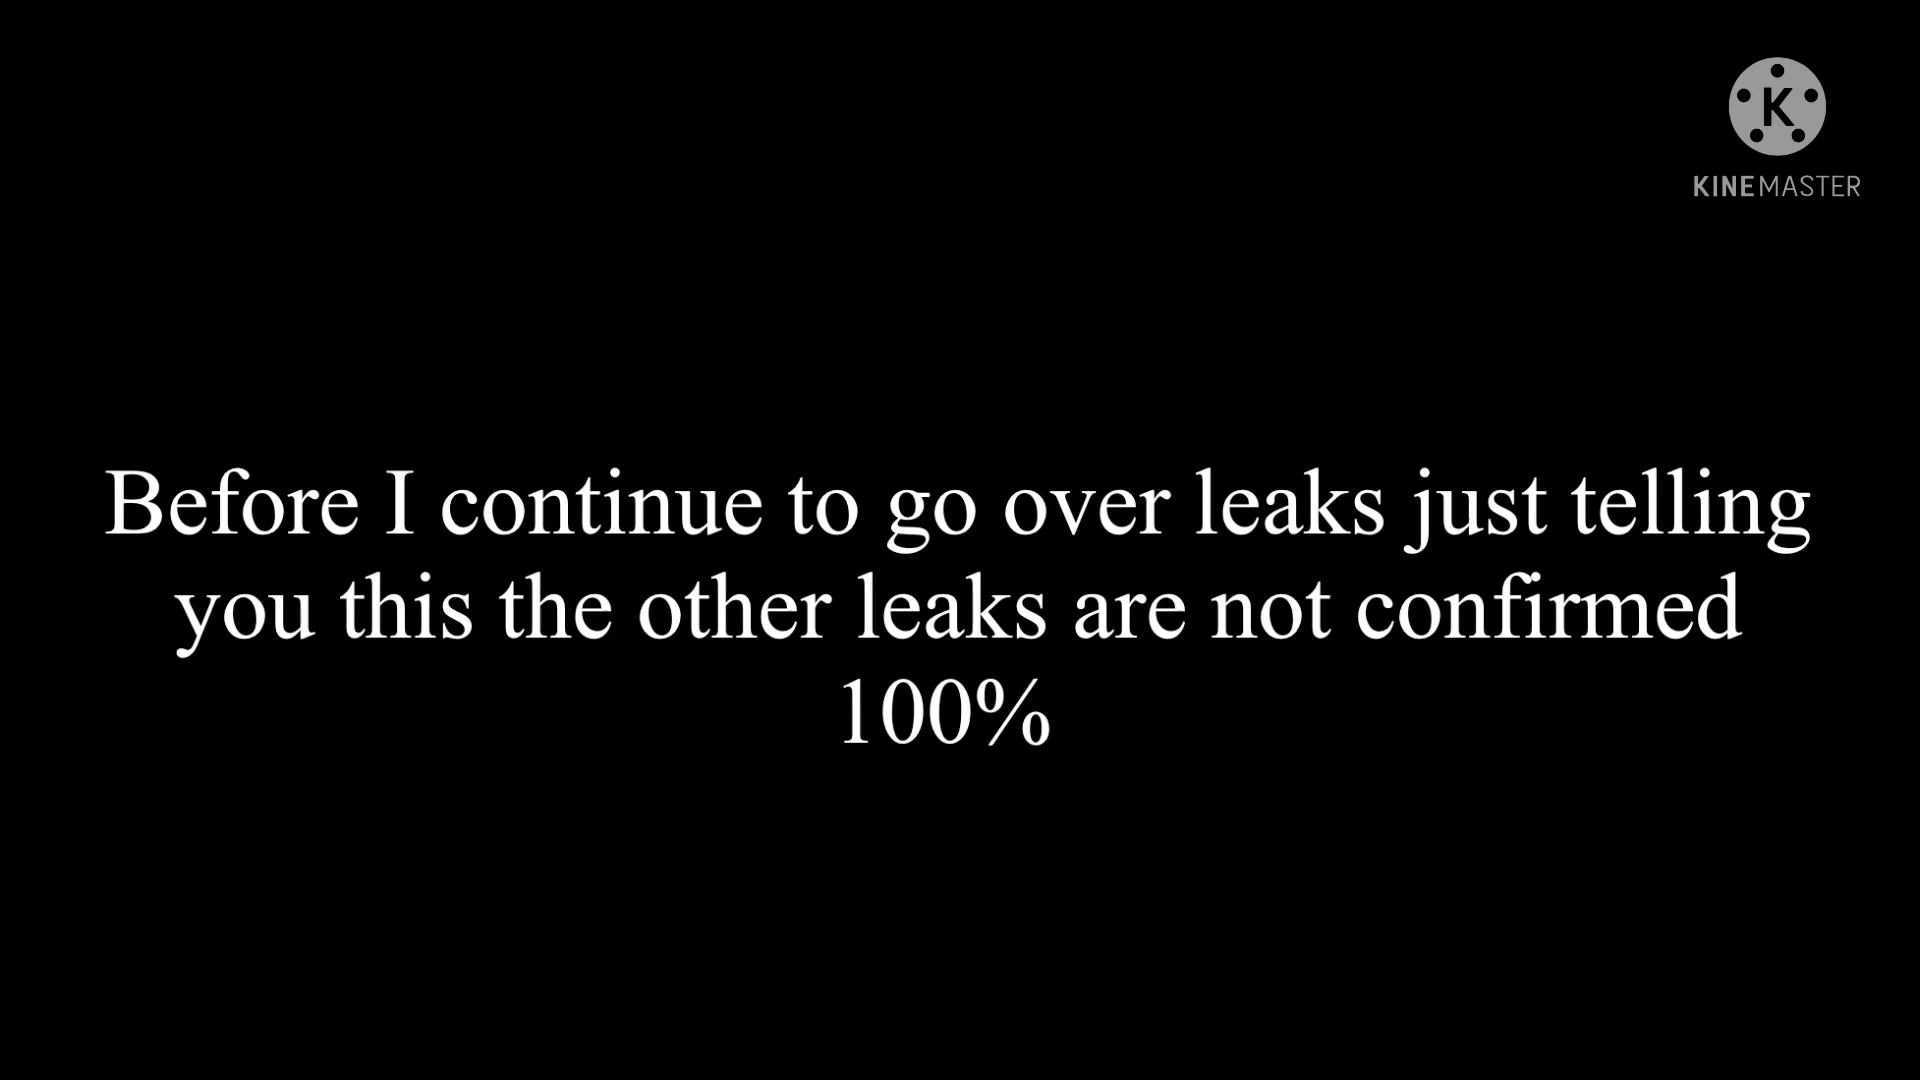 K
KINEMASTER
Before I continue to go over leaks just telling
you this the other leaks are not confirmed
100%